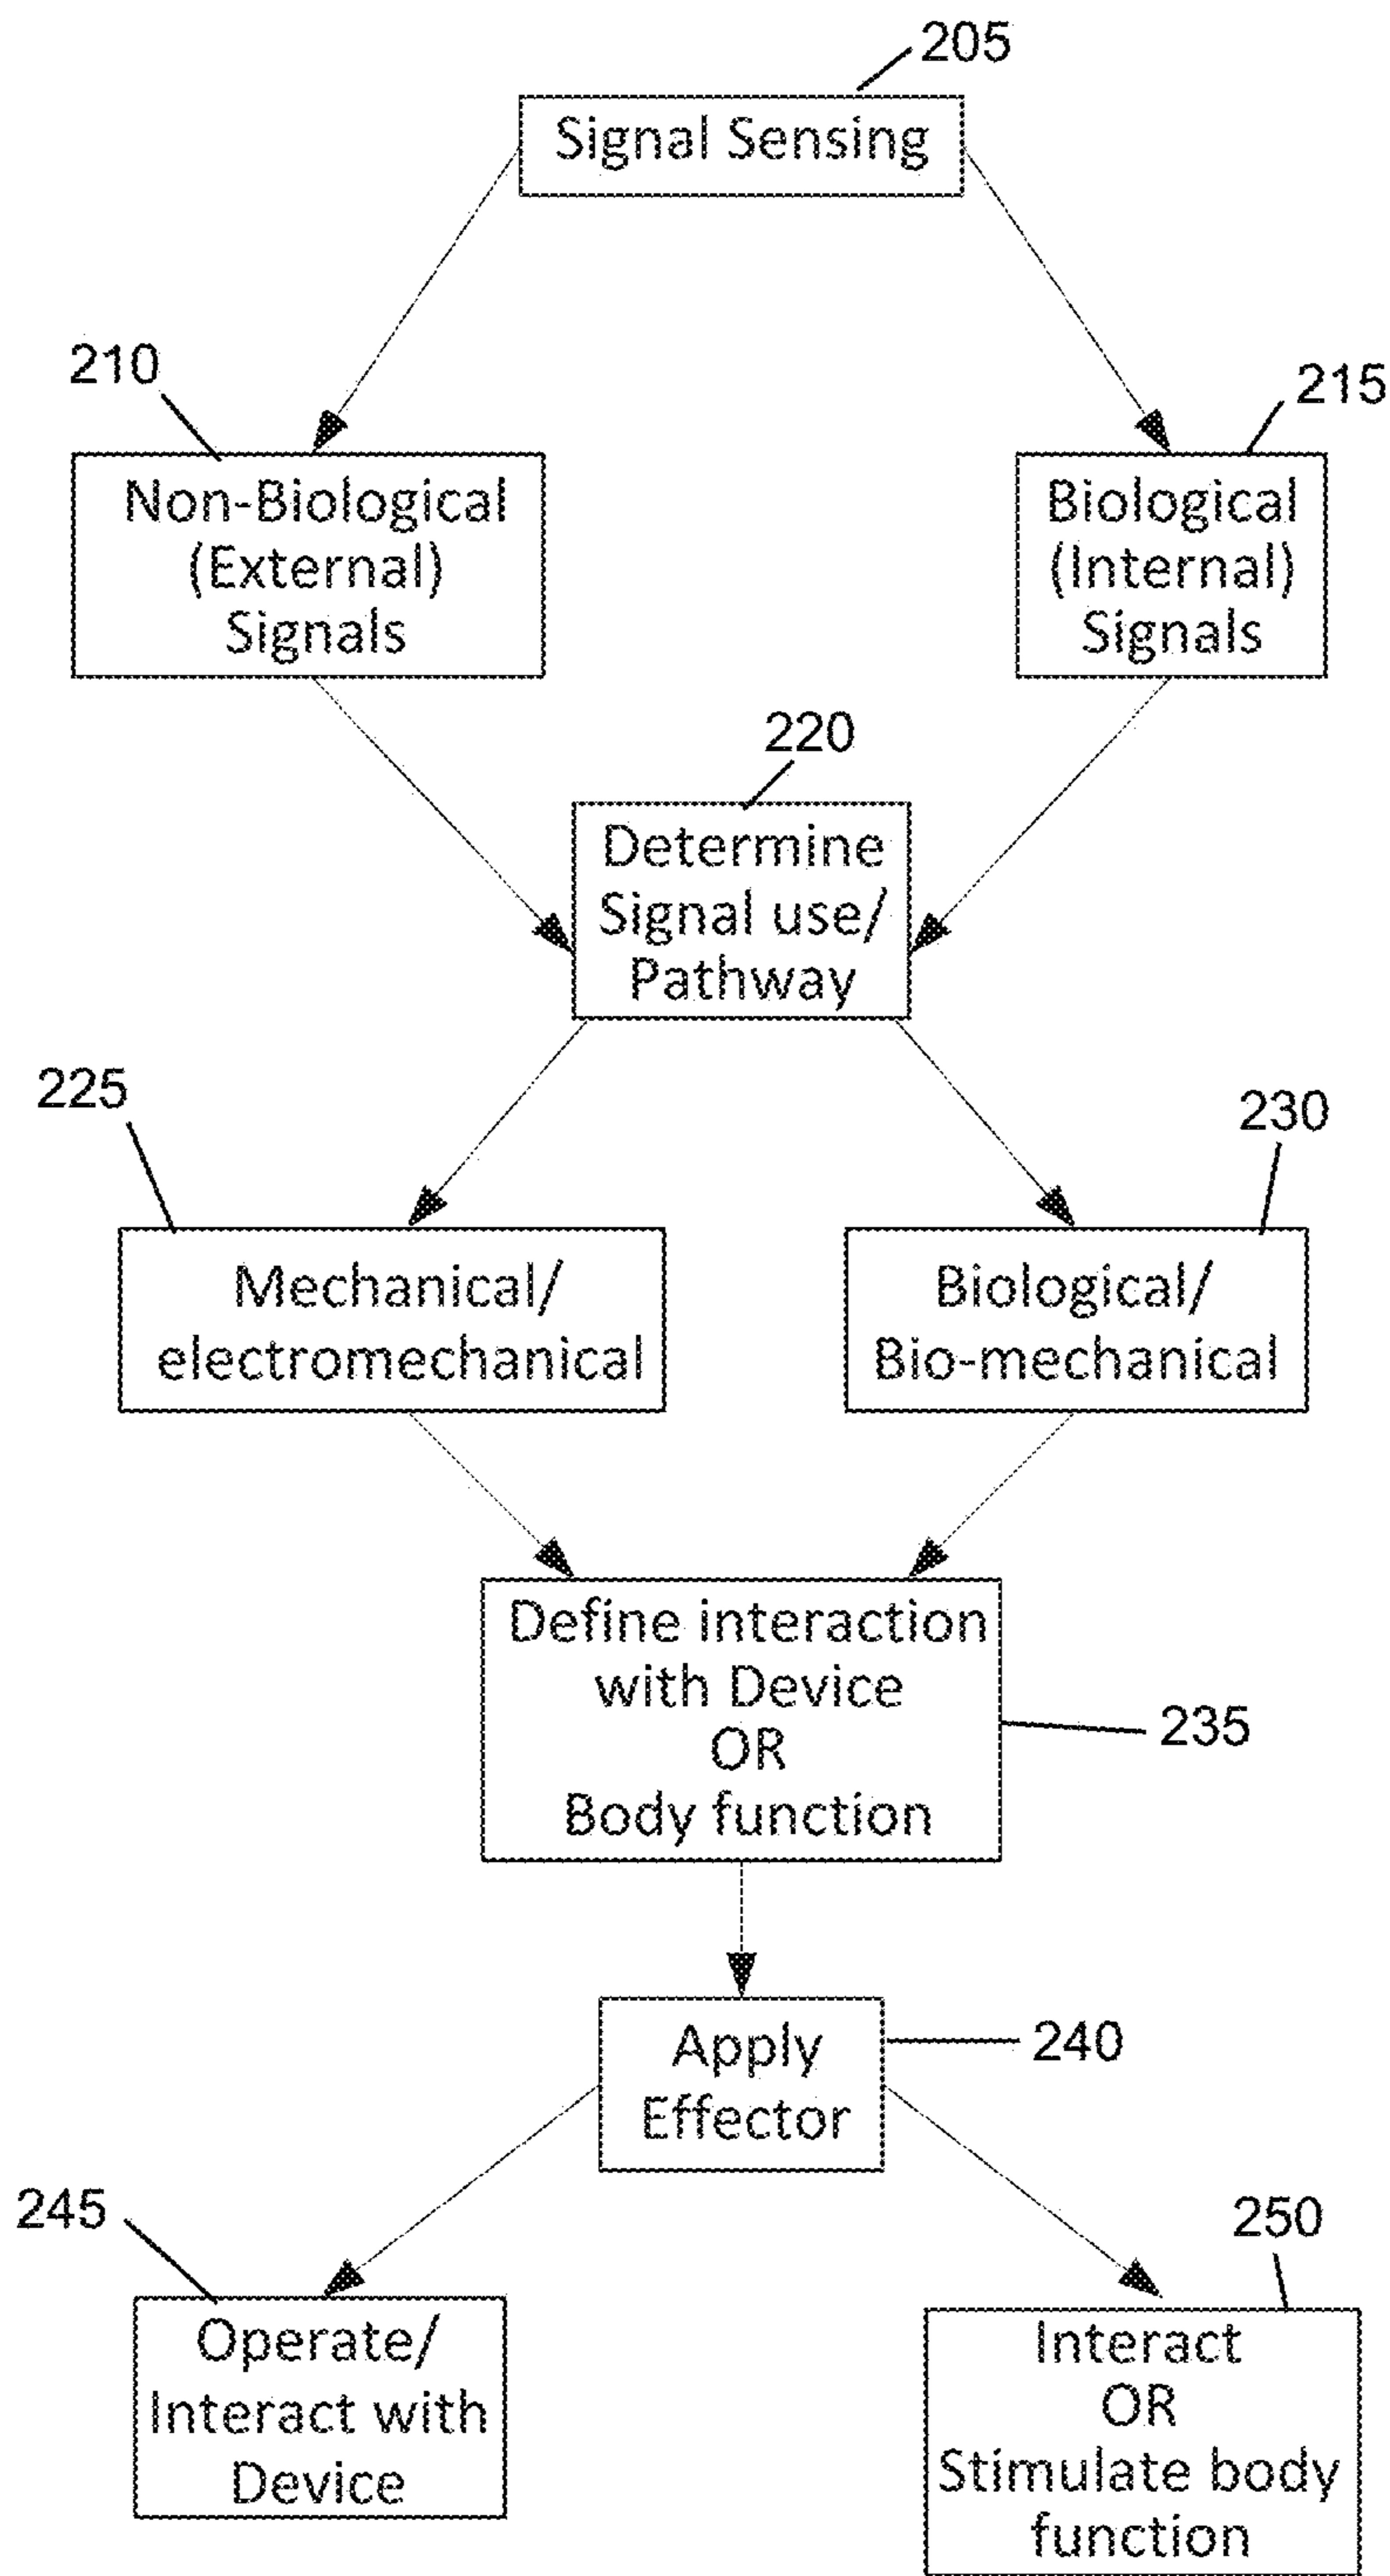 205
Signal Sensing
210
215
Non-Biological
(External)
Signals
Biological
(Internal)
Signals
220
Determine
Signal use/
Pathway
225
230
Mechanical/
electromechanical
Biological/
Bio-mechanical
Define interaction
with Device
OR
Body function
235
Apply
Effector
240
245
250
Operate/
Interact with
Device
Interact
OR
Stimulate body
function